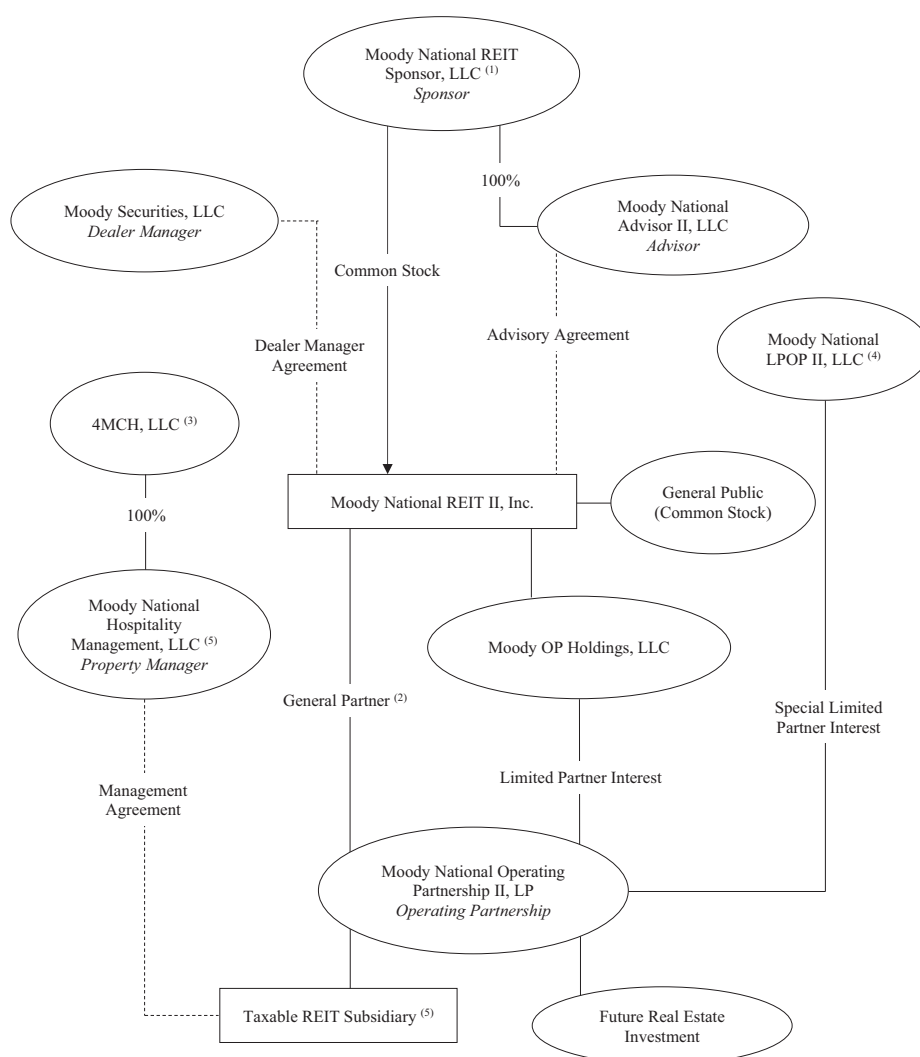 Moody National REIT
Sponsor, LLC (1)
Sponsor
100%
Moody Securities, LLC
Dealer Manager
Moody National
Advisor II, LLC
Advisor
Common Stock
Dealer Manager
Agreement
Advisory Agreement
Moody National
LPOP II, LLC (4)
4MCH, LLC (3)
Moody National REIT II, Inc.
General Public
(Common Stock)
100%
Moody National
Hospitality
Management, LLC (5)
Property Manager
Moody OP Holdings, LLC
General Partner (2)
Special Limited
Partner Interest
Limited Partner Interest
Management
Agreement
Moody National Operating
Partnership II, LP
Operating Partnership
Taxable REIT Subsidiary (5)
Future Real Estate
Investment